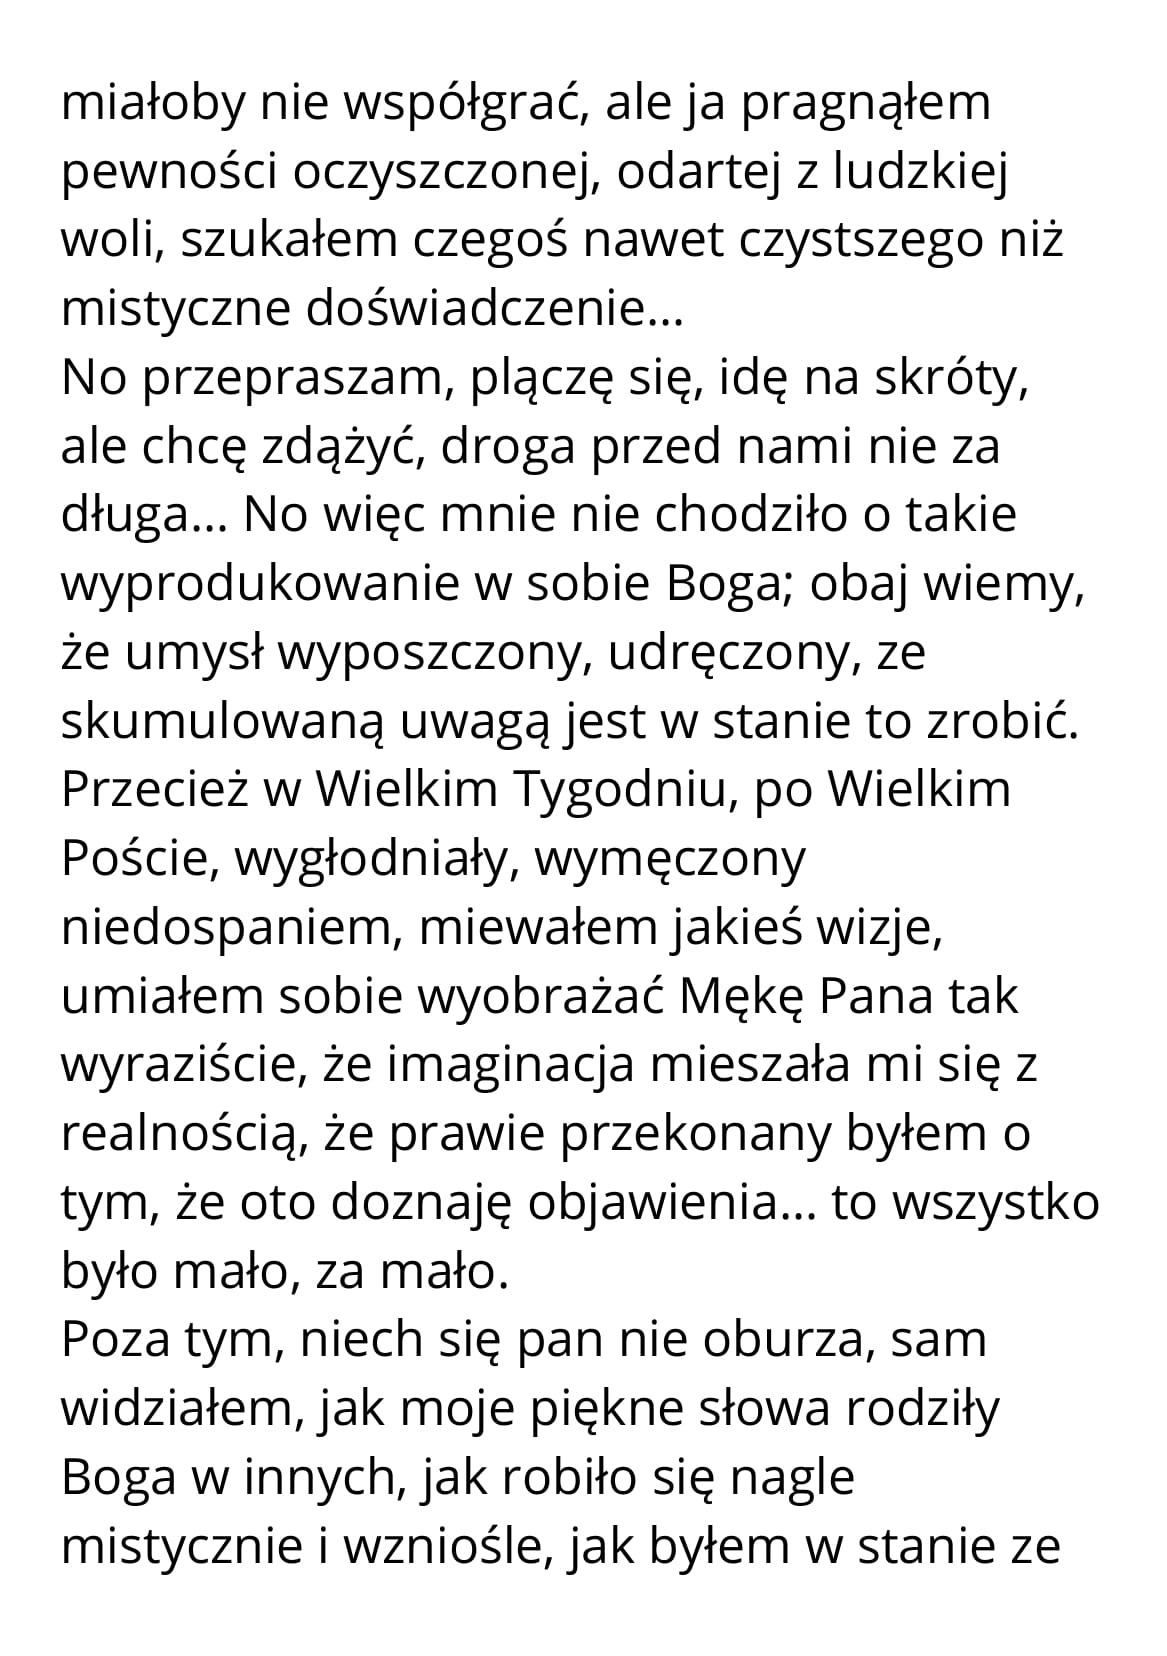 miałoby nie współgrać, ale ja pragnąłem
pewności oczyszczonej, odartej z ludzkiej
woli, szukałem czegoś nawet czystszego niż
mistyczne doświadczenie…
No przepraszam, plączę się, idę na skróty,
ale chcę zdążyć, droga przed nami nie za
długa… No więc mnie nie chodziło o takie
wyprodukowanie w sobie Boga; obaj wiemy,
że umysł wyposzczony, udręczony, ze
skumulowaną uwagą jest w stanie to zrobić.
Przecież w Wielkim Tygodniu, po Wielkim
Poście, wygłodniały, wymęczony
niedospaniem, miewałem jakieś wizje,
umiałem sobie wyobrażać Mękę Pana tak
wyraziście, że imaginacja mieszała mi się z
realnością, że prawie przekonany byłem o
tym, że oto doznaję objawienia… to wszystko
było mało, za mało.
Poza tym, niech się pan nie oburza, sam
widziałem, jak moje piękne słowa rodziły
Boga w innych, jak robiło się nagle
mistycznie i wzniośle, jak byłem w stanie ze